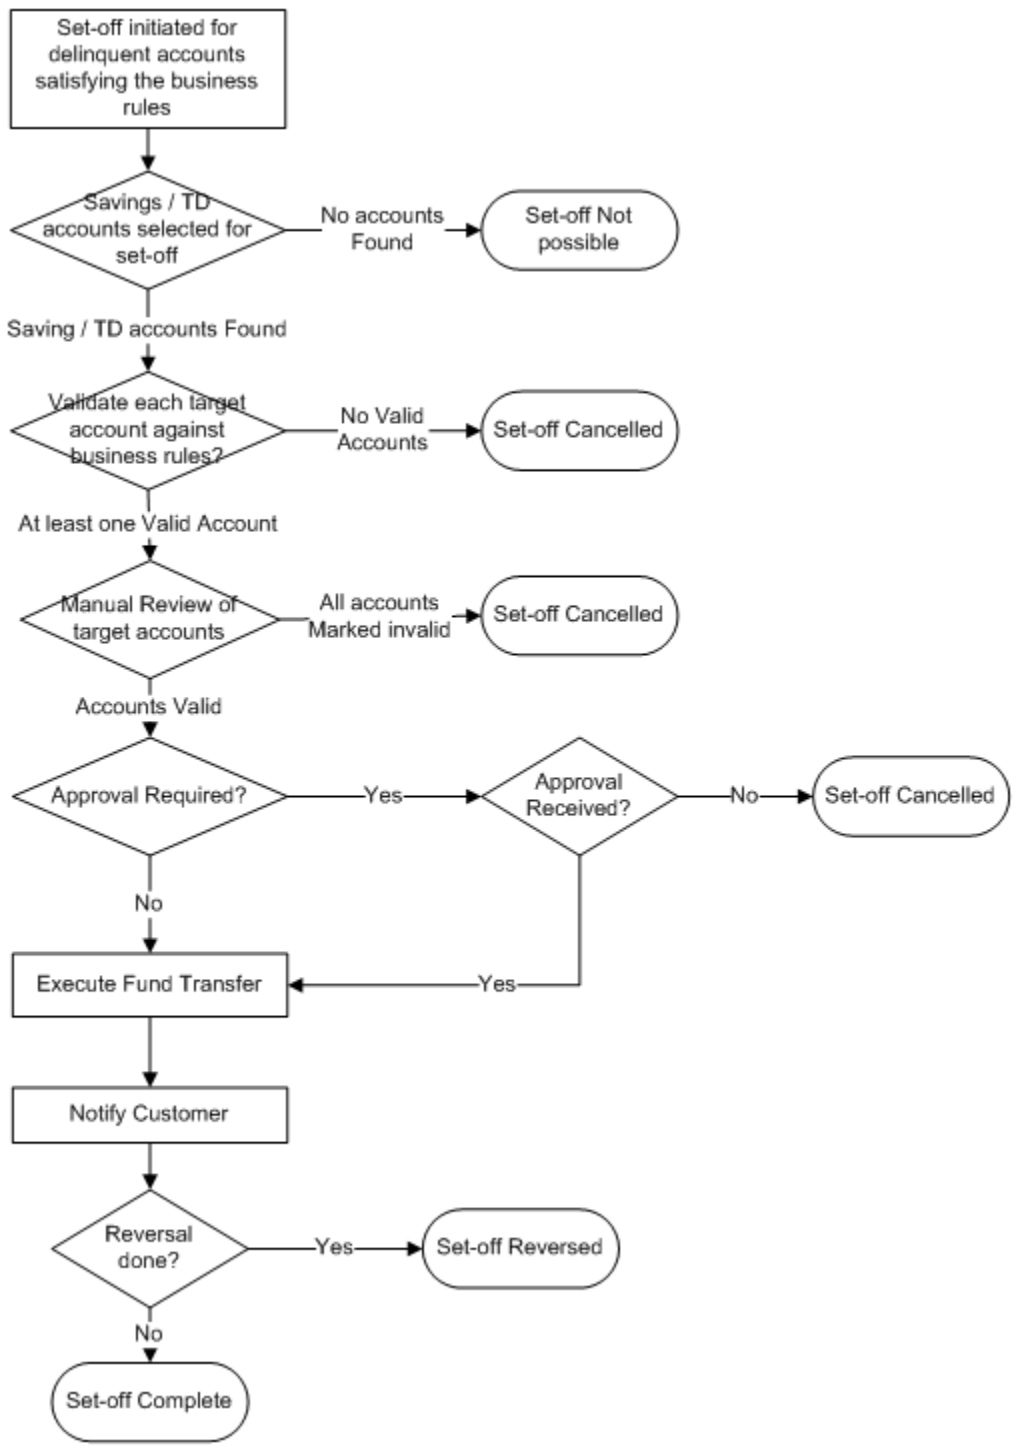 Set-off initiated for
delinquent accounts
satisfying the business
rules
Savings / TD
accounts selected for
set-off
No accounts
Found
Set-off Not
possible
Saving / TD accounts Found
Validate each target
account against
business rules?
No Valid
Accounts
Set-off Cancelled
At least one Valid Account
Manual Review of
target accounts
All accounts
Marked invalid
Set-off Cancelled
Accounts Valid
Approval Required?
Yes
Approval
Received?
No
Set-off Cancelled
No
Execute Fund Transfer
Yes
Notify Customer
Reversal
done?
Yes
Set-off Reversed
No
Set-off Complete